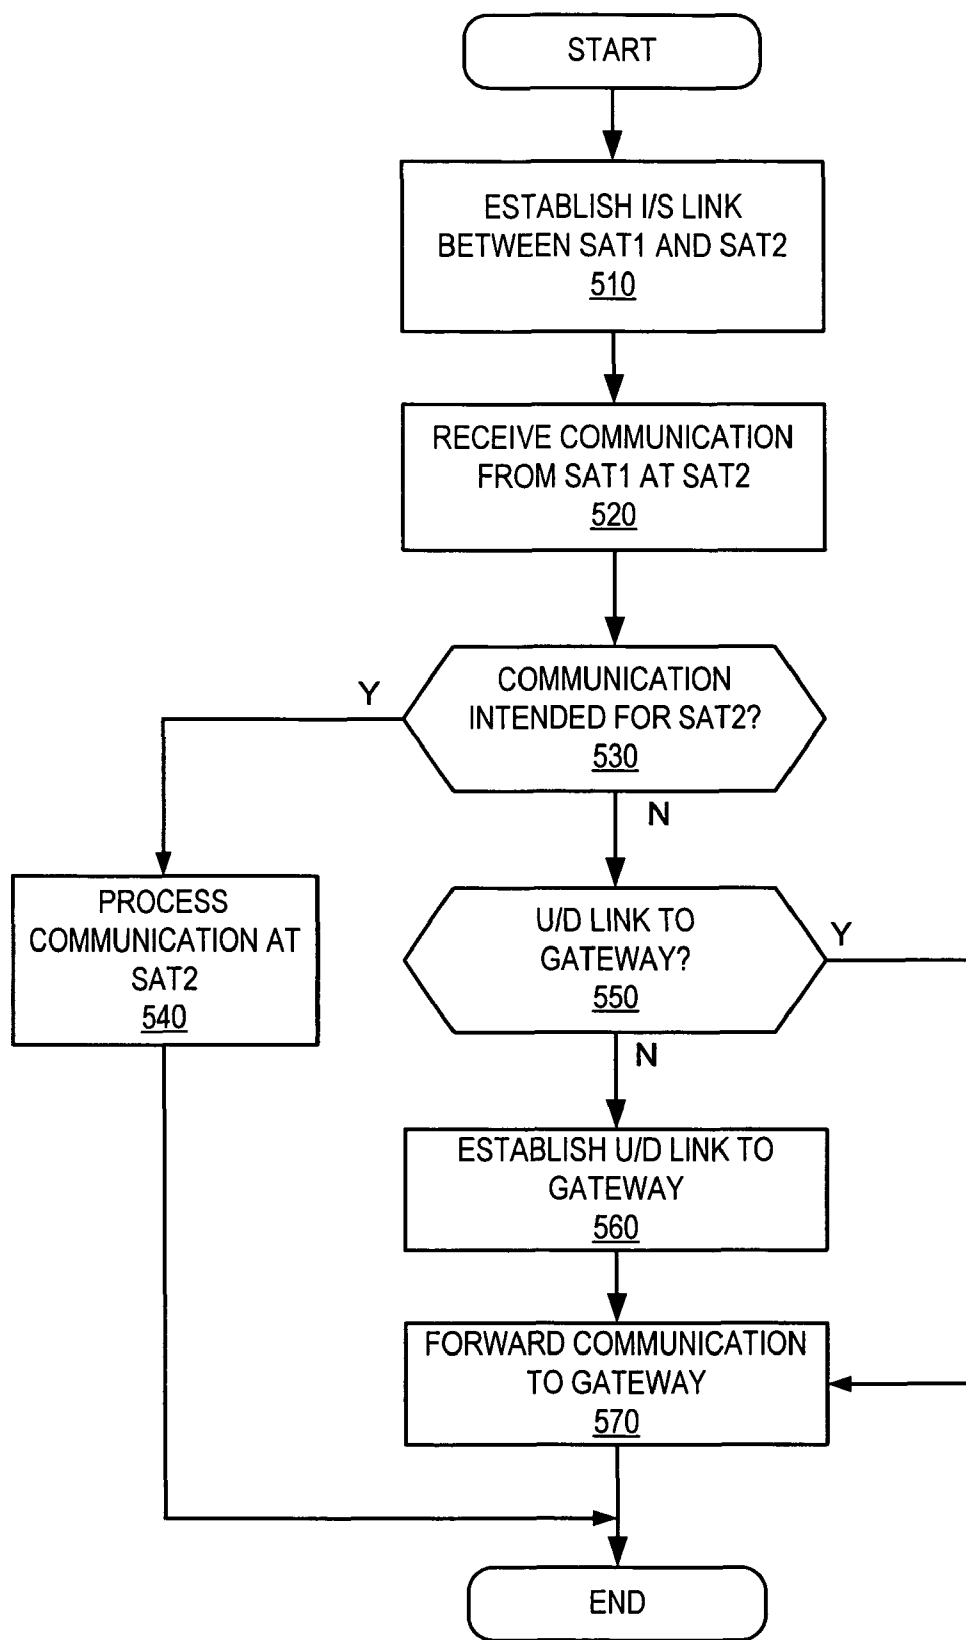 START
ESTABLISH I/S LINK
BETWEEN SAT1 AND SAT2
510
RECEIVE COMMUNICATION
FROM SAT1 AT SAT2
520
COMMUNICATION
INTENDED FOR SAT2?
530
Y
N
PROCESS
COMMUNICATION AT
SAT2
540
U/D LINK TO
GATEWAY?
550
Y
N
ESTABLISH U/D LINK TO
GATEWAY
560
FORWARD COMMUNICATION
TO GATEWAY
570
END